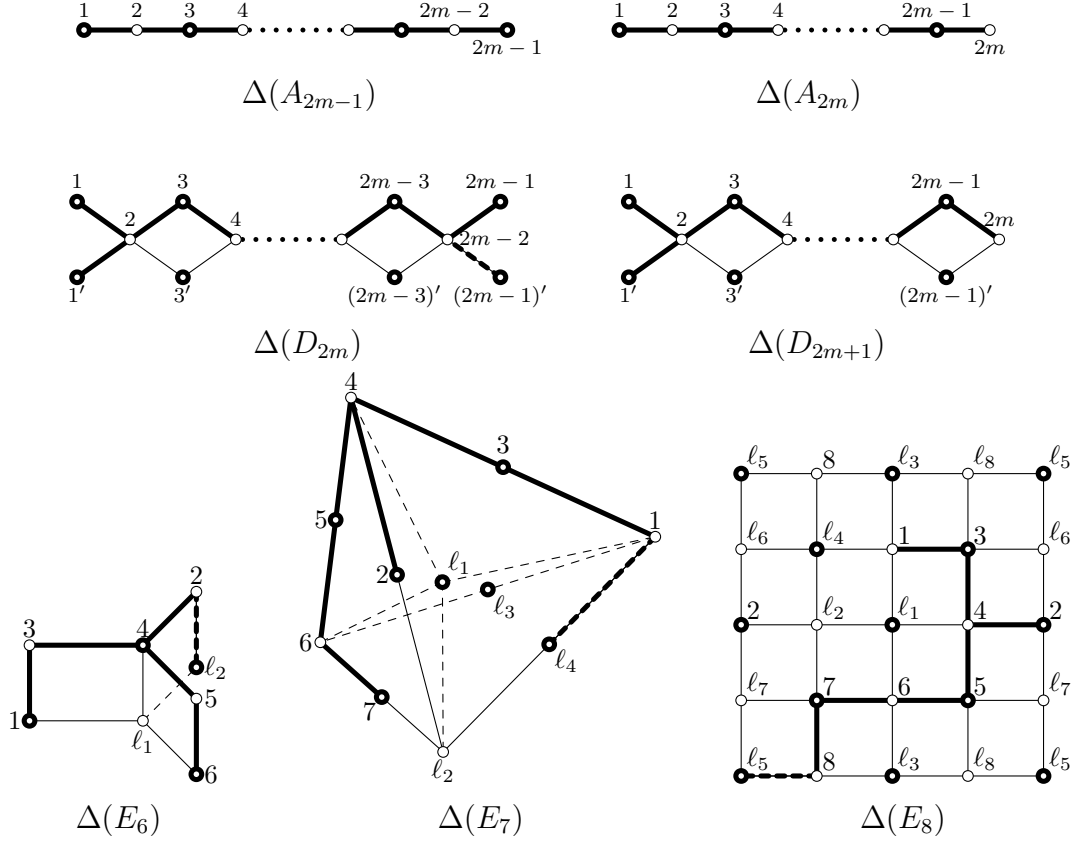 1 2 3 4 2m − 2 2m − 1
1 2 3 4 2m − 1 2m
Δ(A_{2m−1}) Δ(A_{2m})
1 3 2m − 3 2m − 1 1 3 2m − 1
2 4 2m − 2 2 4 2m
1′ 3′ (2m − 3)′ (2m − 1)′ 1′ 3′ (2m − 1)′
Δ(D_{2m}) Δ(D_{2m+1})
3 4 2
1 ℓ₁ ℓ₂ 5
6
Δ(E₆)
4
3
5 1
2 ℓ₁
ℓ₃
6 ℓ₄
7
ℓ₂
Δ(E₇)
ℓ₅ 8 ℓ₃ ℓ₈ ℓ₅
ℓ₆ ℓ₄ 1 3 ℓ₆
2 ℓ₂ ℓ₁ 4 2
ℓ₇ 7 6 5 ℓ₇
ℓ₅ 8 ℓ₃ ℓ₈ ℓ₅
Δ(E₈)